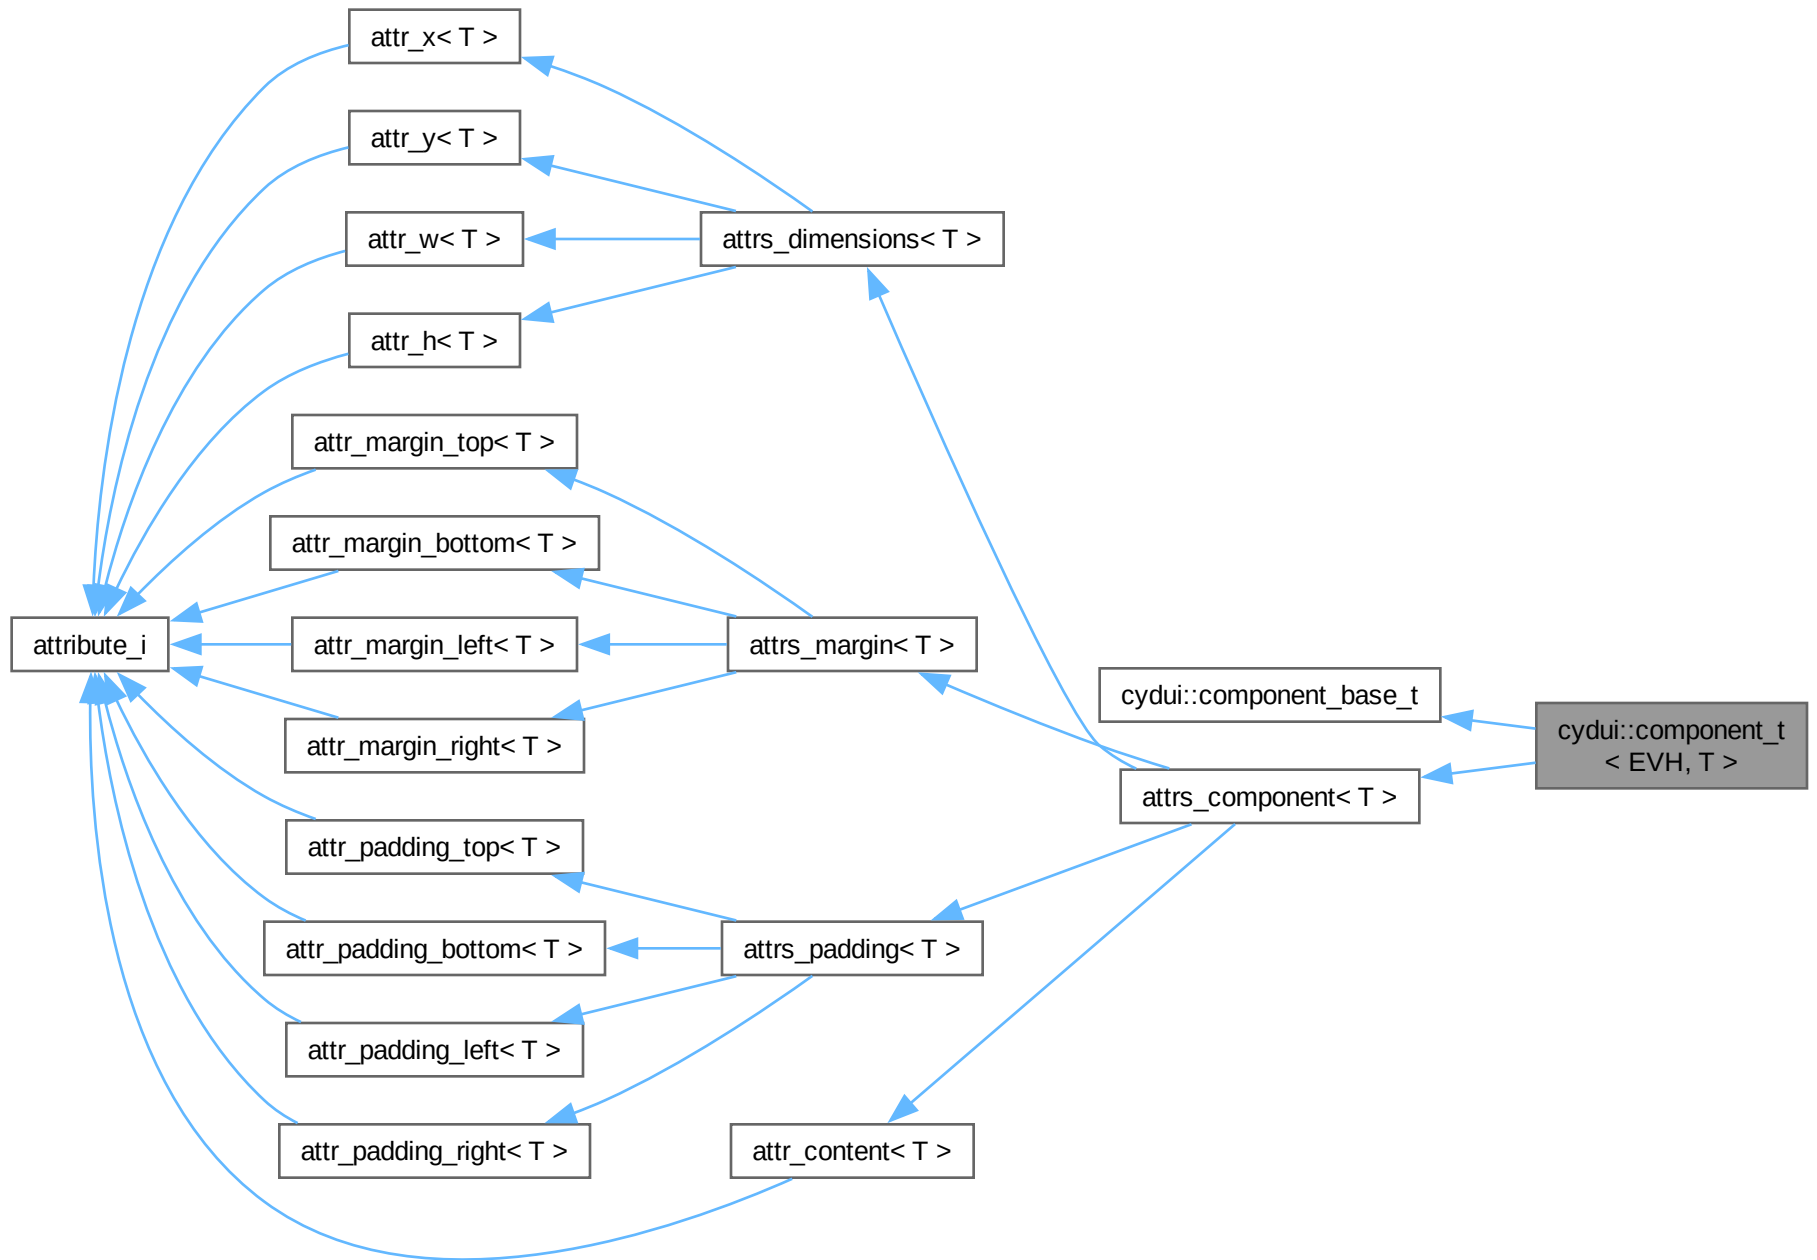 attr_x< T >
attr_y< T >
attr_w< T >
attrs_dimensions< T >
attr_h< T >
attr_margin_top< T >
attr_margin_bottom< T >
attribute_i
attr_margin_left< T >
attrs_margin< T >
cydui::component_base_t
attr_margin_right< T >
cydui::component_t
< EVH, T >
attrs_component< T >
attr_padding_top< T >
attr_padding_bottom< T >
attrs_padding< T >
attr_padding_left< T >
attr_padding_right< T >
attr_content< T >